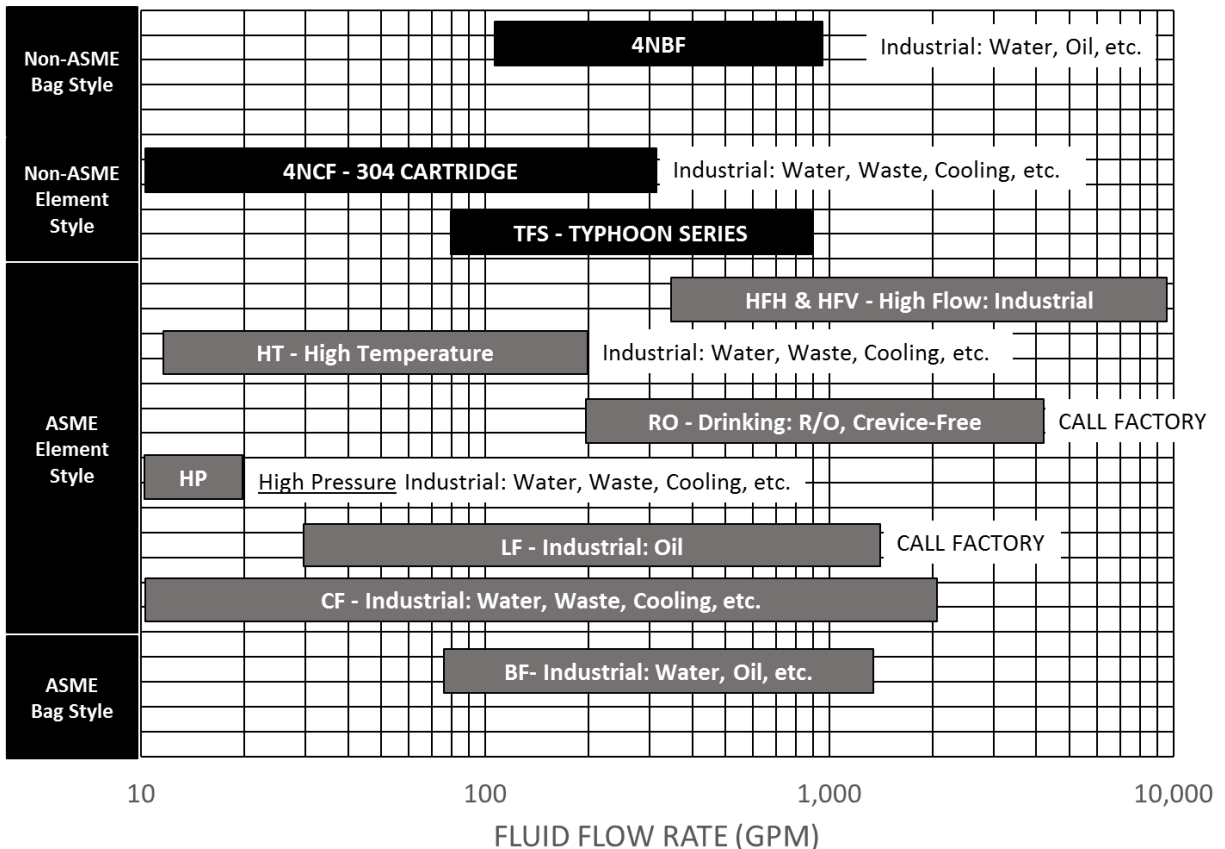 Non-ASME
Bag Style
4NBF
Industrial: Water, Oil, etc.
Non-ASME
Element
Style
4NCF - 304 CARTRIDGE
Industrial: Water, Waste, Cooling, etc.
TFS - TYPHOON SERIES
ASME
Element
Style
HFH & HFV - High Flow: Industrial
HT - High Temperature
Industrial: Water, Waste, Cooling, etc.
RO - Drinking: R/O, Crevice-Free
CALL FACTORY
HP
High Pressure Industrial: Water, Waste, Cooling, etc.
LF - Industrial: Oil
CALL FACTORY
CF - Industrial: Water, Waste, Cooling, etc.
ASME
Bag Style
BF- Industrial: Water, Oil, etc.
10
100
1,000
10,000
FLUID FLOW RATE (GPM)